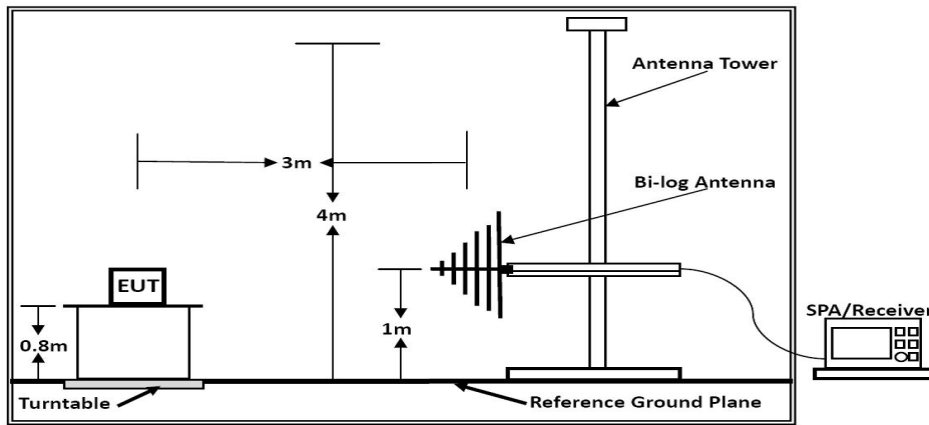 Antenna Tower
3m
Bi-log Antenna
4m
EUT
1m
SPA/Receiver
0.8m
Turntable
Reference Ground Plane